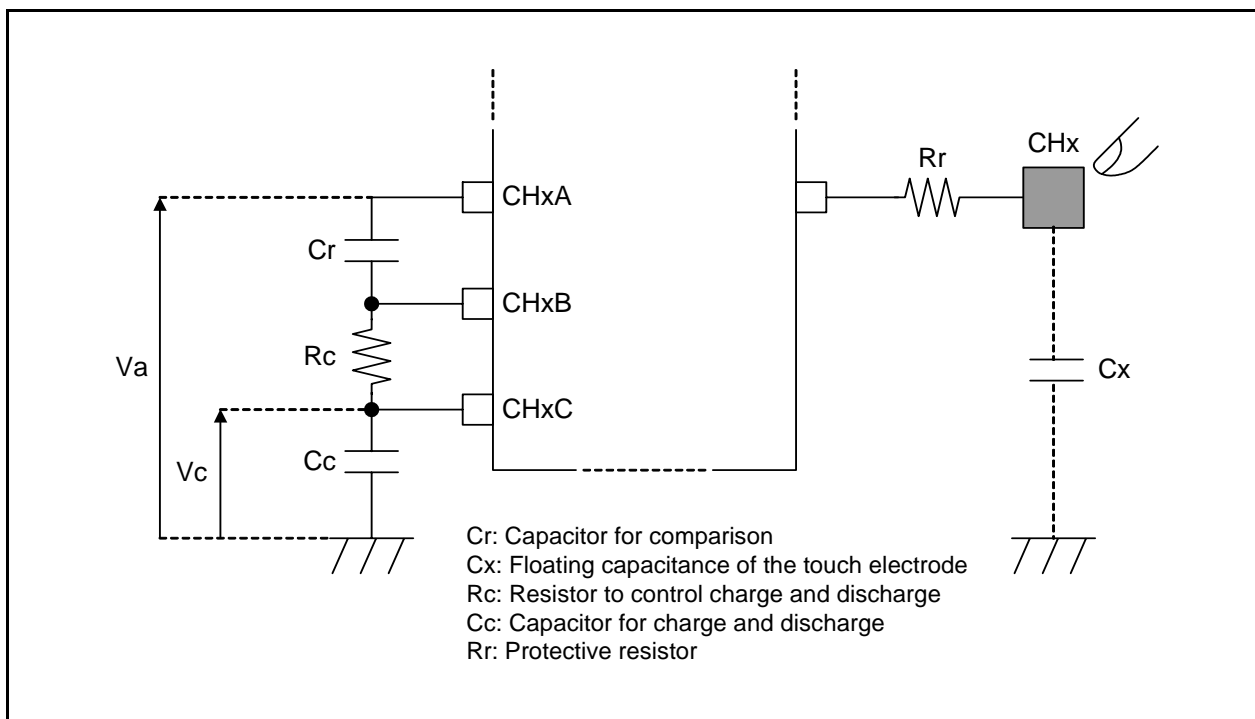 CHx
Rr
CHxA
Cr
CHxB
Rc
Va
Cx
CHxC
Cc
Vc
Cr: Capacitor for comparison
Cx: Floating capacitance of the touch electrode
Rc: Resistor to control charge and discharge
Cc: Capacitor for charge and discharge
Rr: Protective resistor